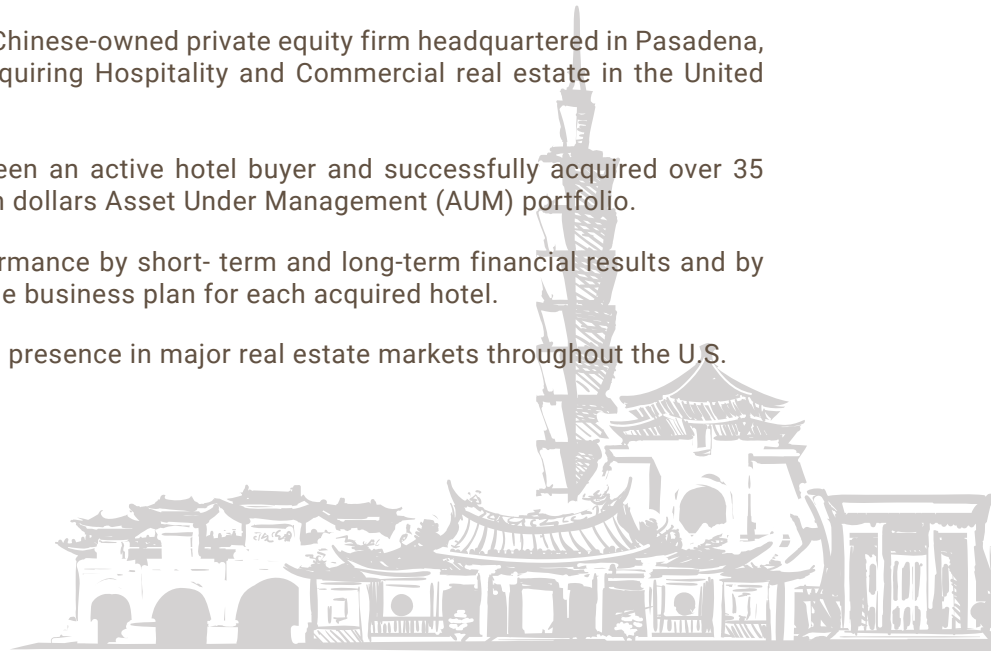 Chinese-owned private equity firm headquartered in Pasadena,
quiring Hospitality and Commercial real estate in the United
een an active hotel buyer and successfully acquired over 35
n dollars Asset Under Management (AUM) portfolio.
rmance by short- term and long-term financial results and by
e business plan for each acquired hotel.
presence in major real estate markets throughout the U.S.